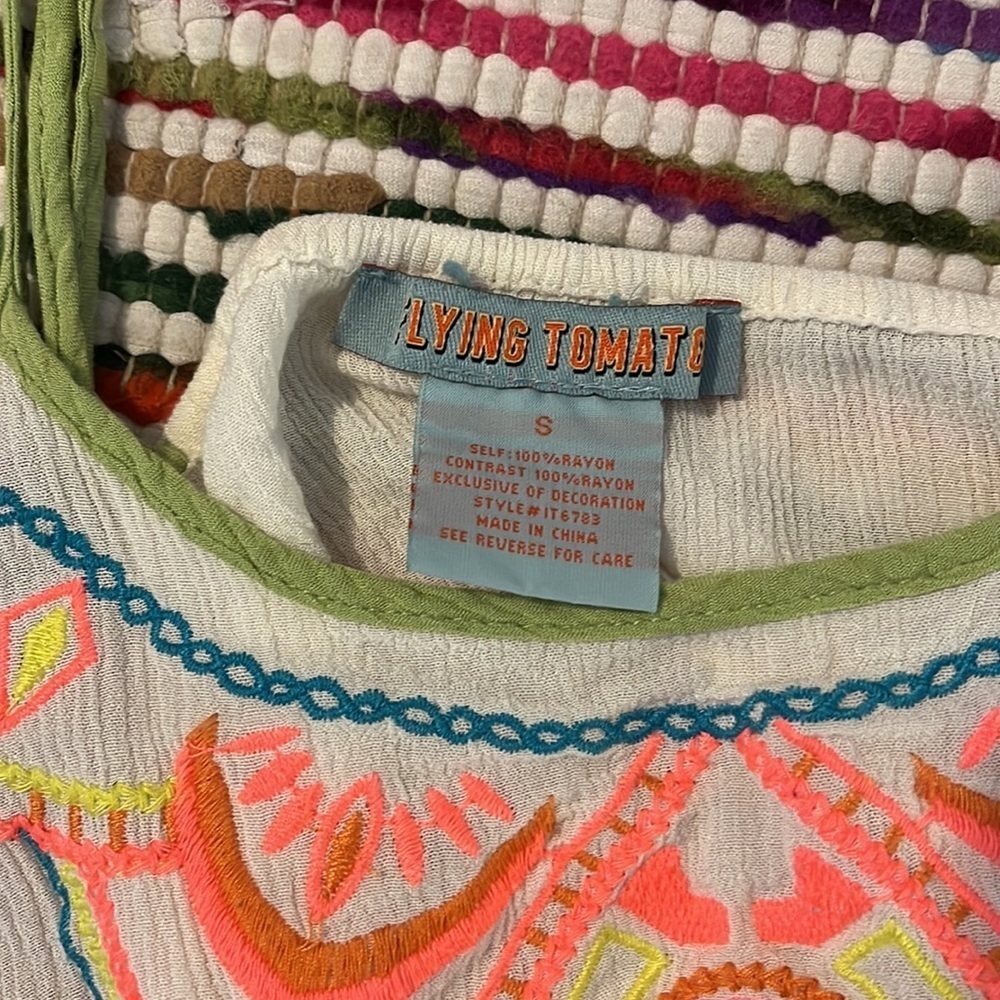 FLYING TOMATO
S
SELF:100%RAYON
CONTRAST 100%RAYON
EXCLUSIVE OF DECORATION
STYLE#IT6783
MADE IN CHINA
SEE REVERSE FOR CARE